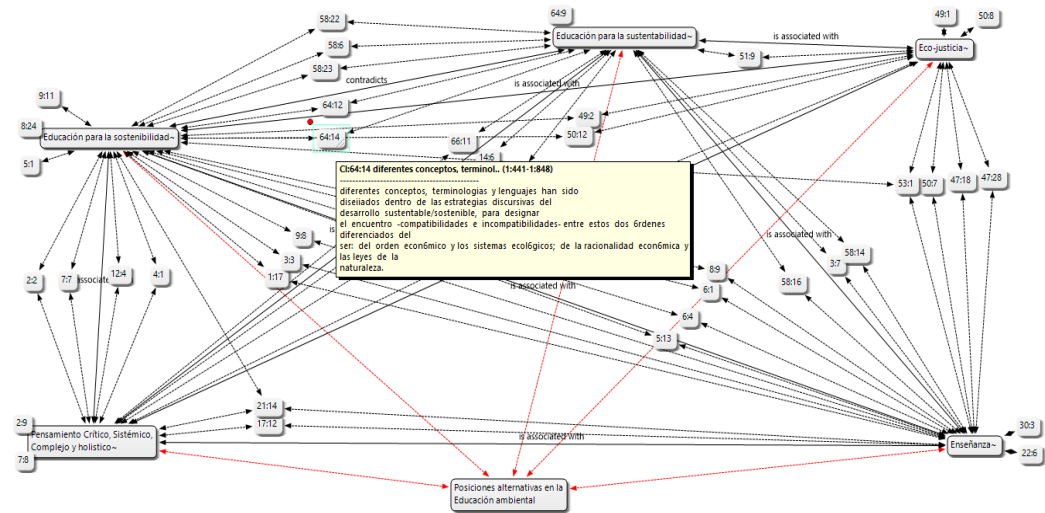 58:22
64:9
49:1
50:8
Educación para la sustentabilidad~
is associated with
Eco-justicia~
58:6
51:9
58:23
contradicts
is associated with
9:11
64:12
49:2
8:24
Educación para la sostenibilidad~
64:14
66:11
50:12
14:6
5:1
CI:64:14 diferentes conceptos, terminol.. (1:441-1:848)
diferentes conceptos, terminologias y lenguajes han sido
diseiiados dentro de las estrategias discursivas del
desarrollo sustentable/sostenible, para designar
el encuentro -compatibilidades e incompatibilidades- entre estos dos 6rdenes
diferenciados del
ser: del orden econ6mico y los sistemas ecol6gicos; de la racionalidad econ6mica y
las leyes de la
naturaleza.
53:1
50:7
47:18
47:28
is associated with
9:8
3:3
1:17
58:14
3:7
8:9
58:16
6:1
2:2
7:7
associate
12:4
4:1
is associated with
6:4
5:13
21:14
17:12
2:9
Pensamiento Crítico, Sistémico,
Complejo y holistico~
7:8
is associated with
Enseñanza~
30:3
22:6
Posiciones alternativas en la
Educación ambiental